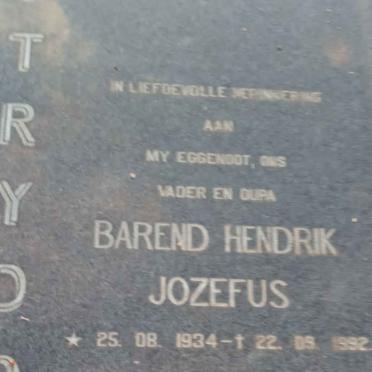 T
R
Y
D
IN LIEFDEVOLLE HERINNERING
AAN
MY EGGENOOT, ONS
VADER EN OUPA
BAREND HENDRIK
JOZEFUS
★ 25. 08. 1934 - † 22. 09. 1992.